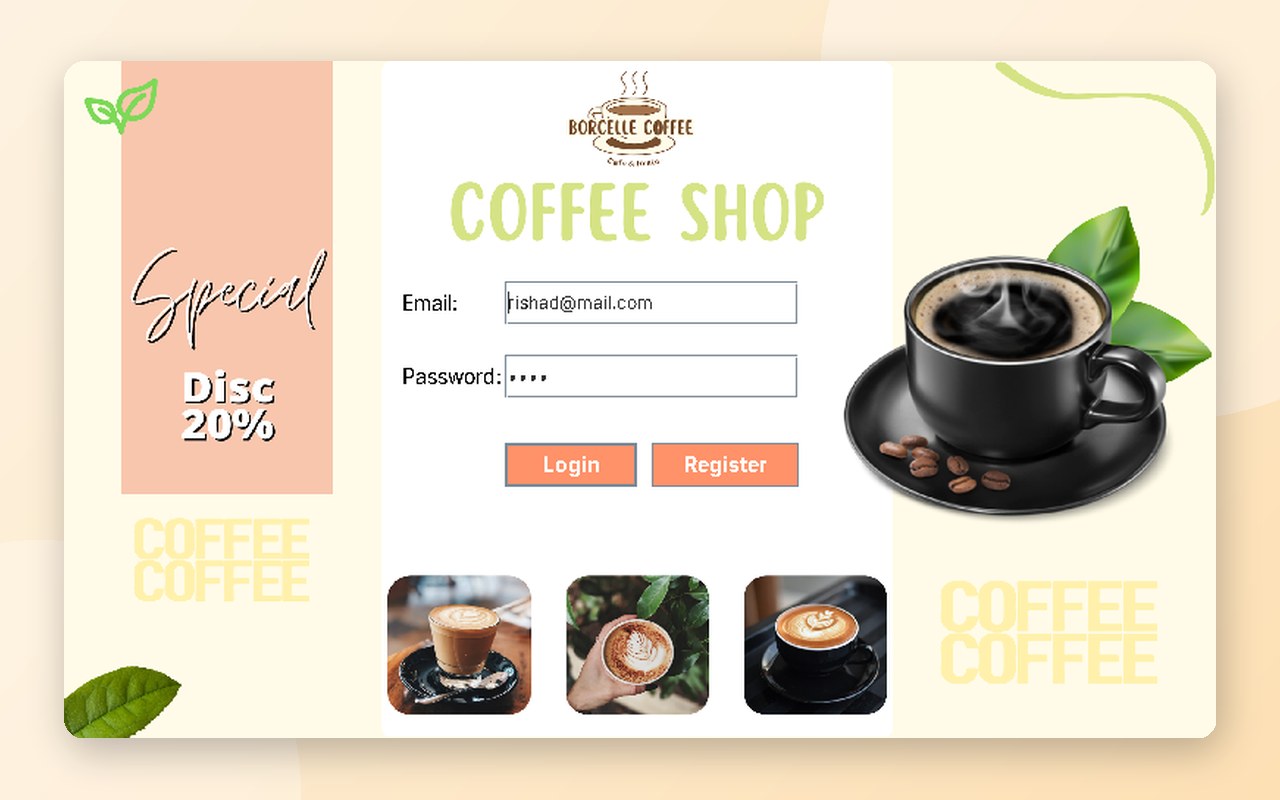 BORCELLE COFFEE
COFFEE SHOP
Special
Disc
20%
Email:
rishad@mail.com
Password:
Login
Register
COFFEE
COFFEE
COFFEE
COFFEE